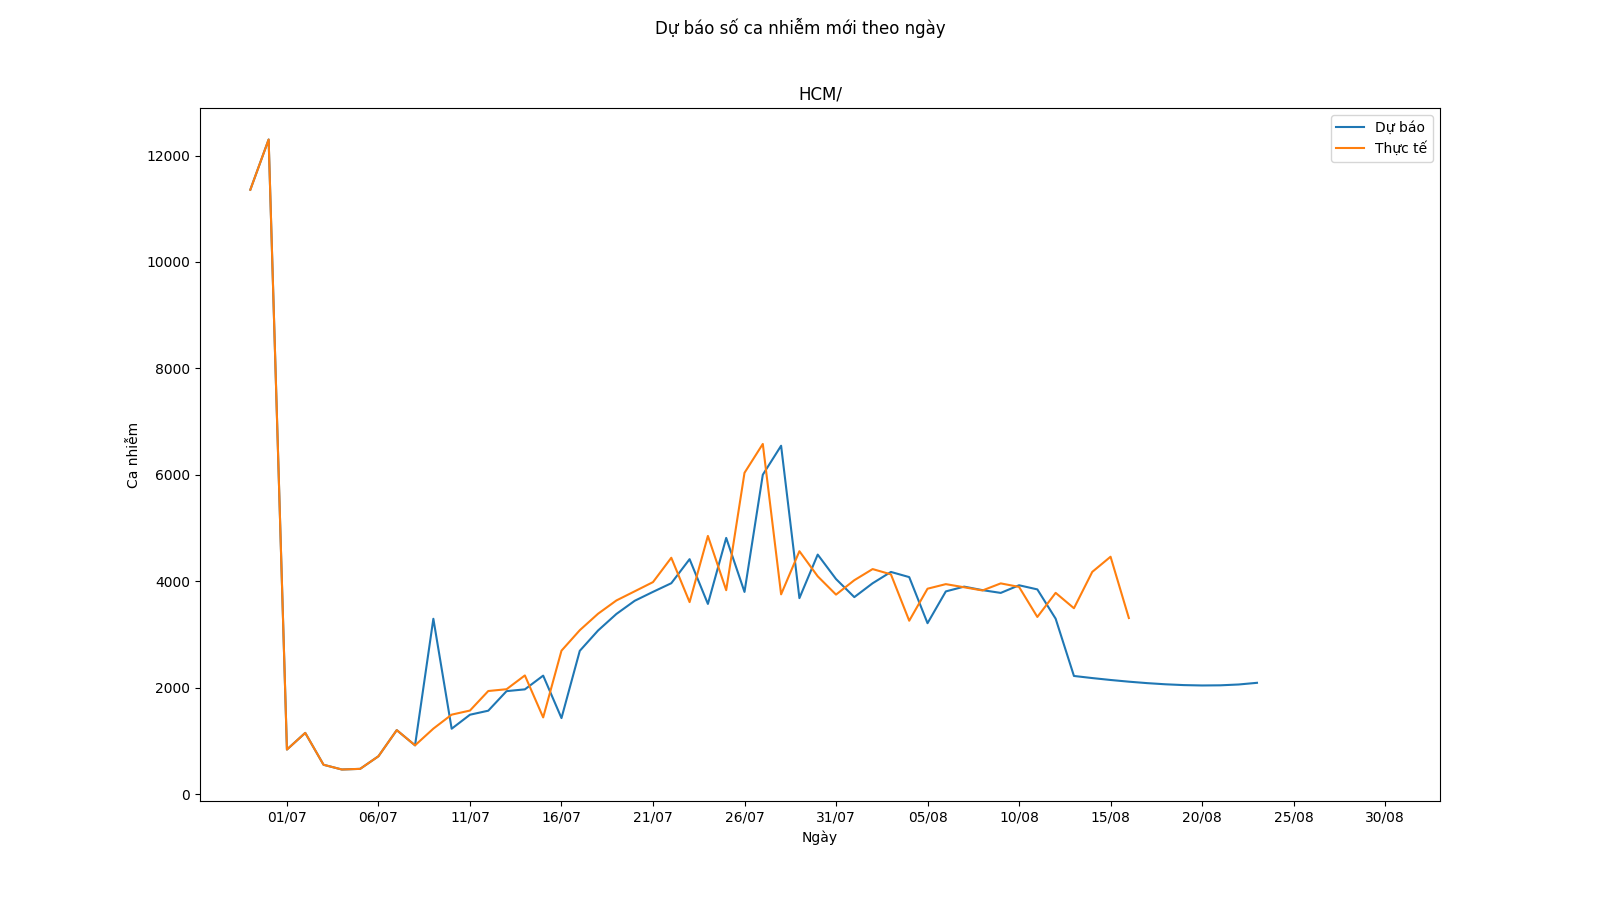 Dự báo số ca nhiễm mới theo ngày
HCM/
Dự báo
Thực tế
12000
10000
8000
6000
4000
2000
0
Ca nhiễm
01/07 06/07 11/07 16/07 21/07 26/07 31/07 05/08 10/08 15/08 20/08 25/08 30/08
Ngày